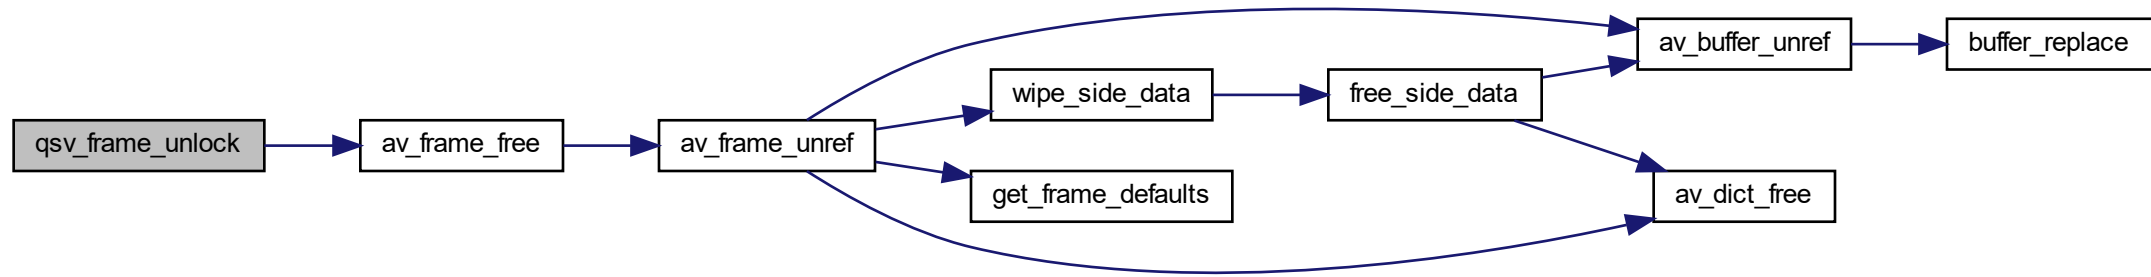 qsv_frame_unlock
av_frame_free
av_frame_unref
wipe_side_data
get_frame_defaults
free_side_data
av_buffer_unref
av_dict_free
buffer_replace